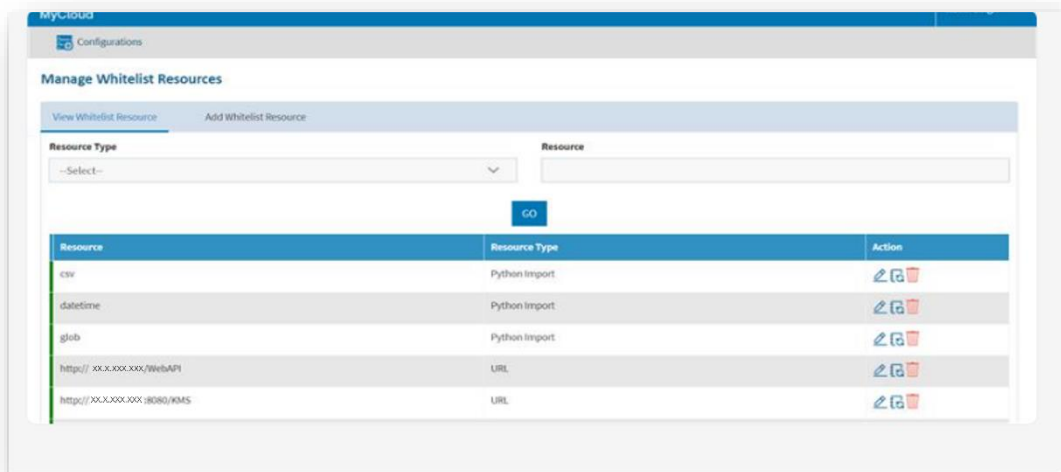 MyCloud
Configurations
Manage Whitelist Resources
View Whitelist Resource Add Whitelist Resource
Resource Type Resource
--Select--
GO
Resource Resource Type Action
csv Python Import
datetime Python Import
glob Python Import
http:// xx.x.xxx.xxx/WebAPI URL
http:// xx.x.xxx.xxx :8080/KMS URL